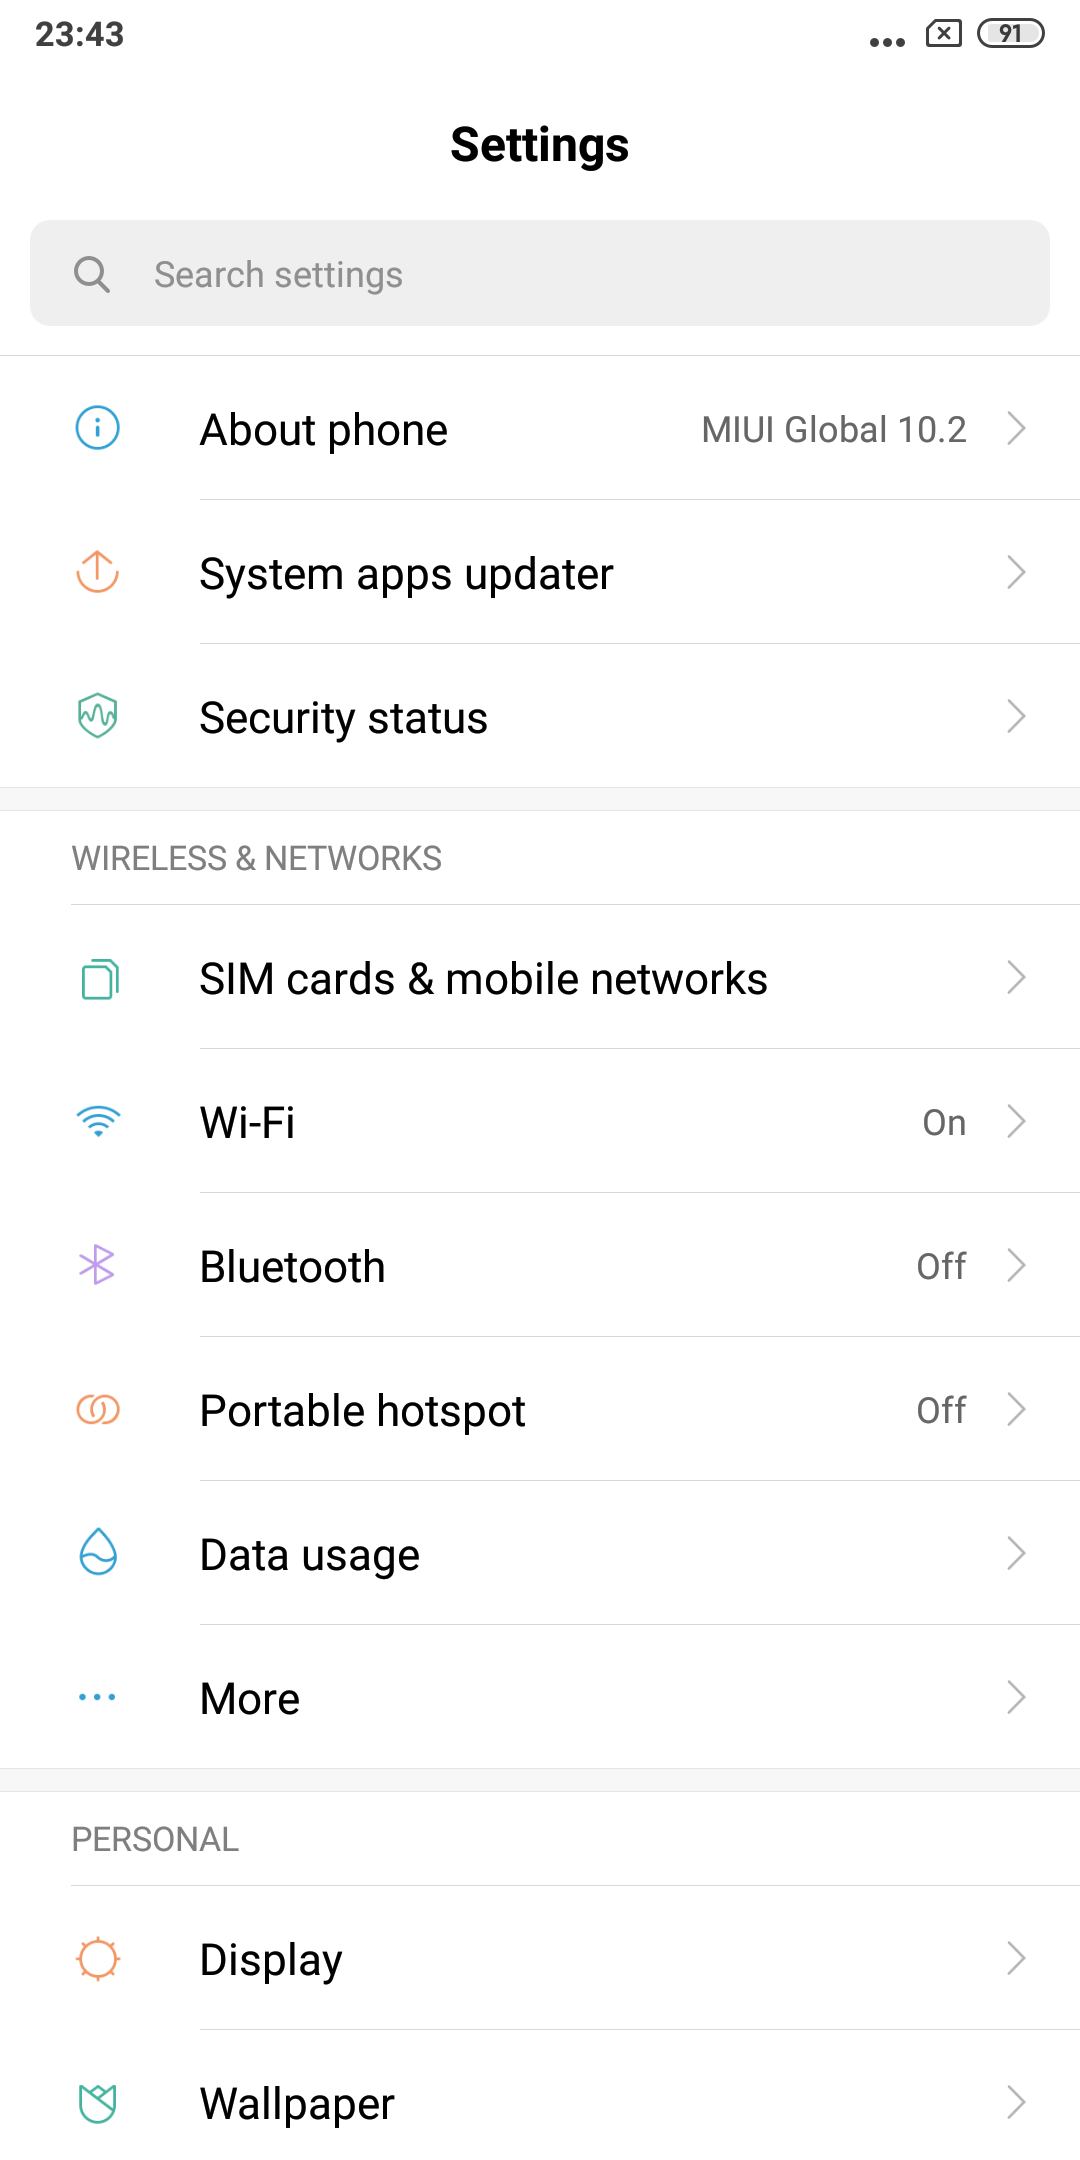 23:43
91
Settings
Search settings
About phone MIUI Global 10.2
System apps updater
Security status
WIRELESS & NETWORKS
SIM cards & mobile networks
Wi-Fi On
Bluetooth Off
Portable hotspot Off
Data usage
More
PERSONAL
Display
Wallpaper